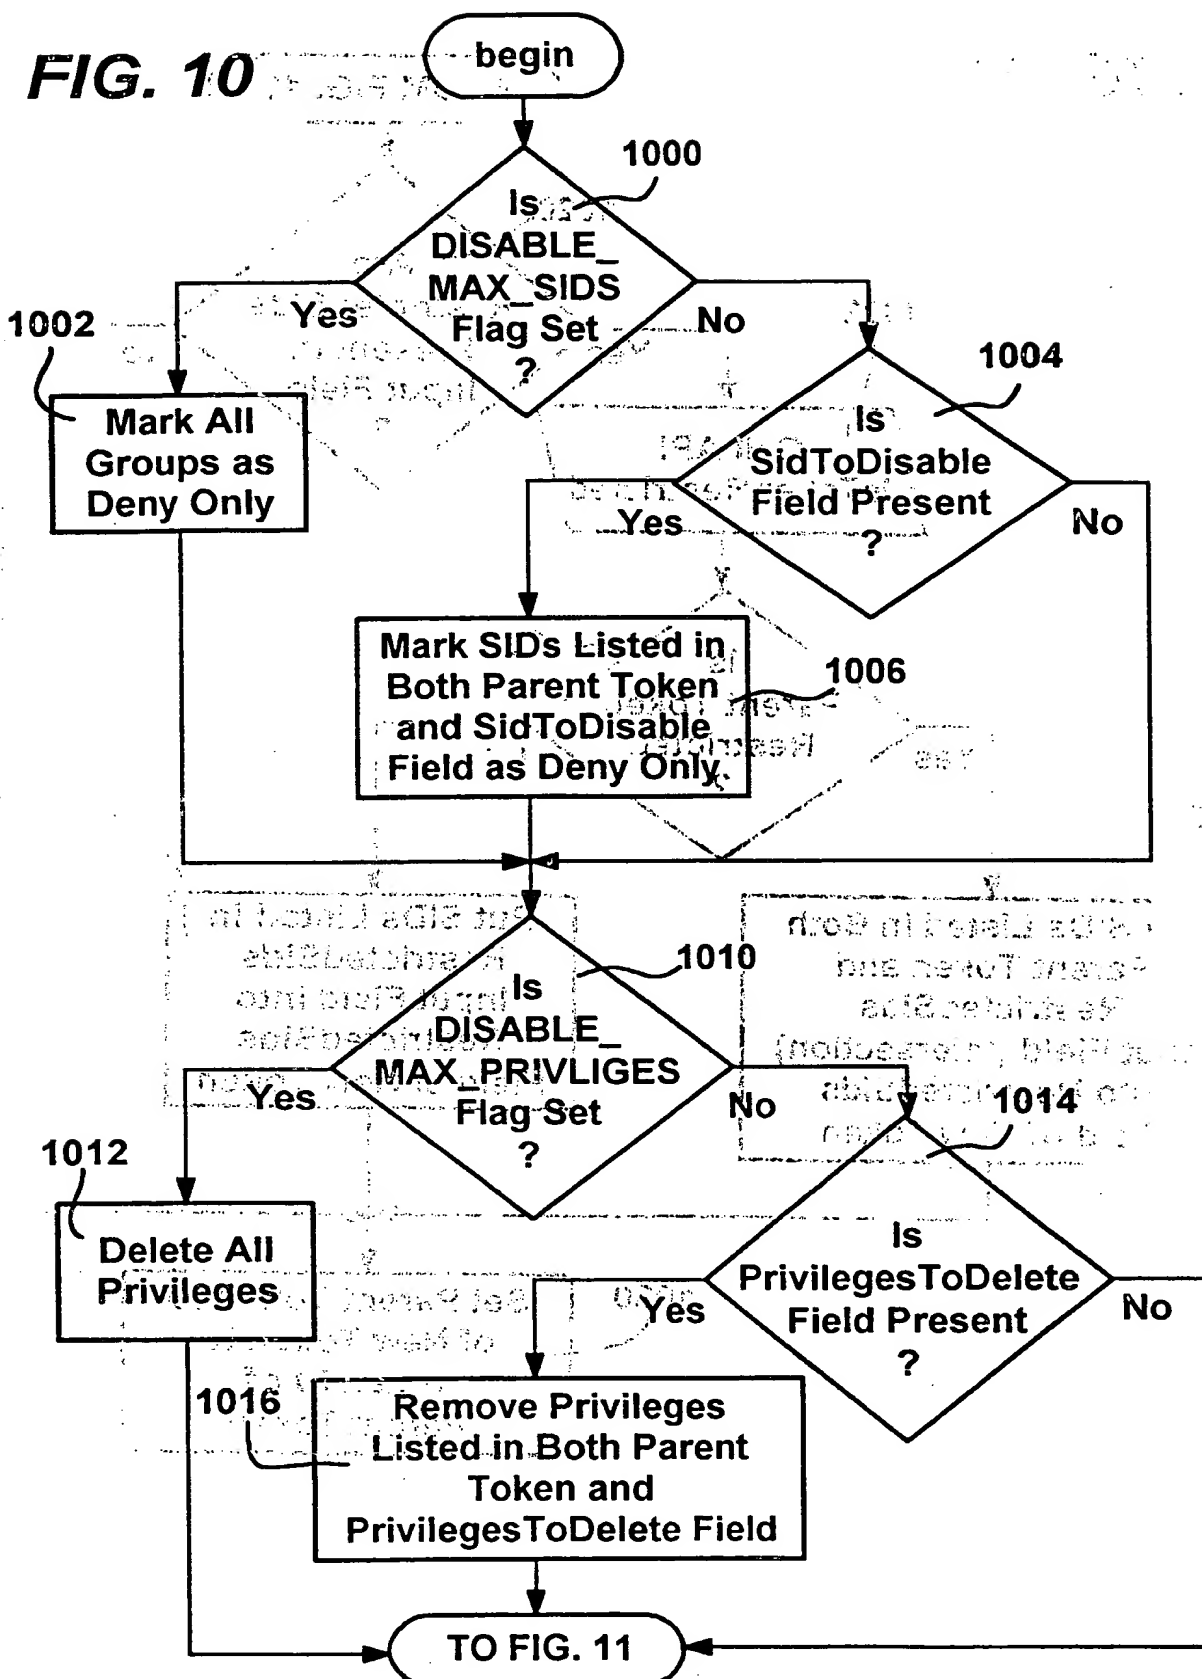 FIG. 10
begin
1000
Is
DISABLE_
MAX_SIDS
Flag Set
?
Yes
No
1002
Mark All
Groups as
Deny Only
1004
Is
SidToDisable
Field Present
?
Yes
No
Mark SIDs Listed in
Both Parent Token
and SidToDisable
Field as Deny Only
1006
1010
Is
DISABLE_
MAX_PRIVLIGES
Flag Set
?
Yes
No
1012
Delete All
Privileges
1014
Is
PrivilegesToDelete
Field Present
?
Yes
No
1016
Remove Privileges
Listed in Both Parent
Token and
PrivilegesToDelete Field
TO FIG. 11